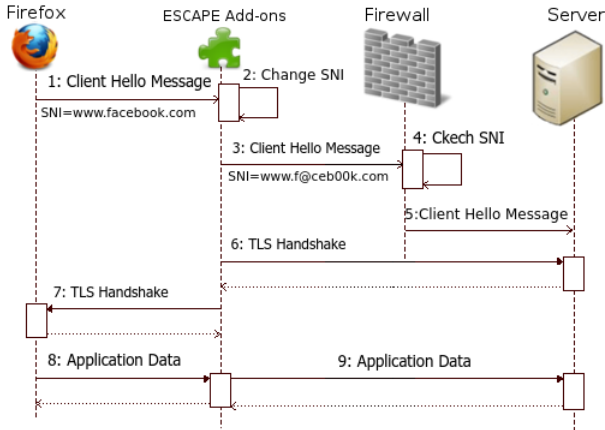 Firefox
ESCAPE Add-ons
Firewall
Server
1: Client Hello Message
2: Change SNI
SNI=www.facebook.com
3: Client Hello Message
4: Ckech SNI
SNI=www.f@ceb00k.com
5:Client Hello Message
6: TLS Handshake
7: TLS Handshake
8: Application Data
9: Application Data